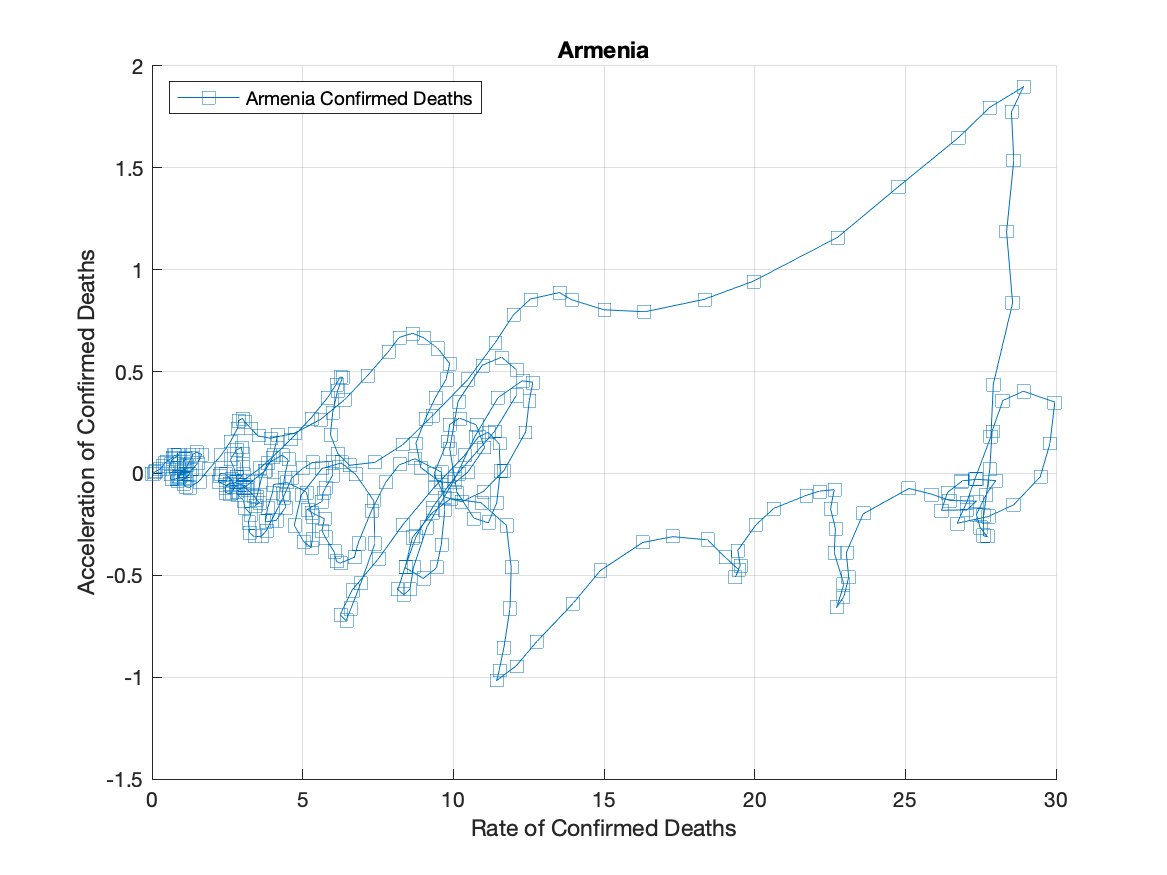 Armenia
Armenia Confirmed Deaths
2
1.5
1
0.5
0
-0.5
-1
-1.5
0 5 10 15 20 25 30
Acceleration of Confirmed Deaths
Rate of Confirmed Deaths